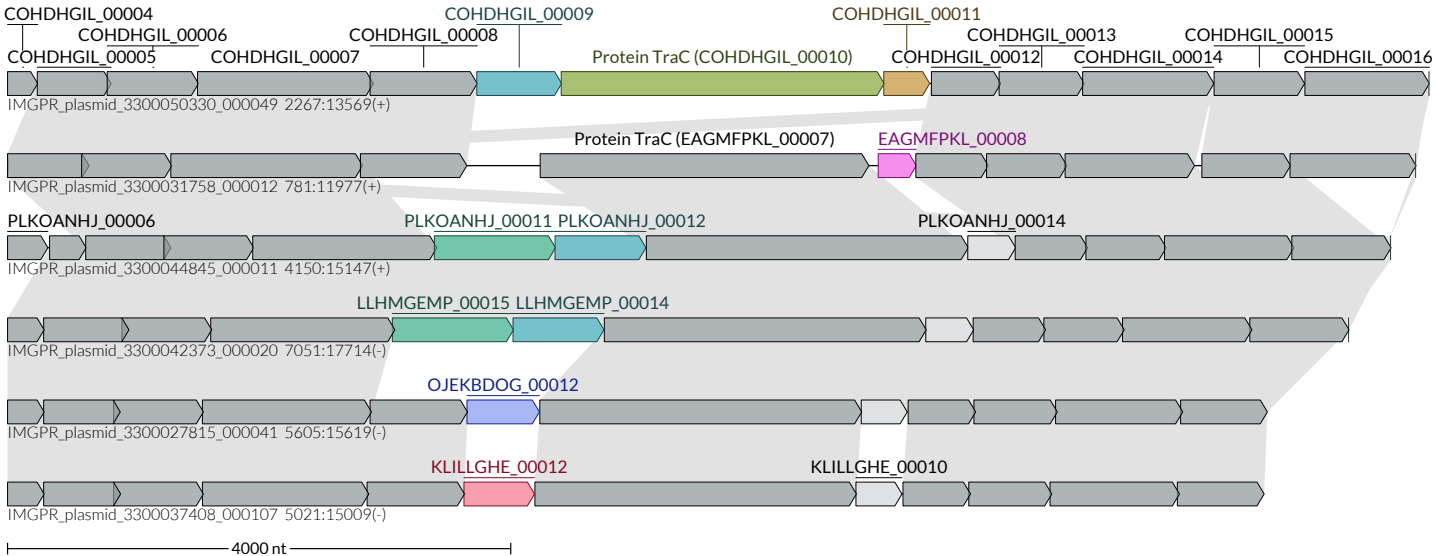 COHDHGIL_00004
COHDHGIL_00009
COHDHGIL_00011
COHDHGIL_00006
COHDHGIL_00008
COHDHGIL_00013
COHDHGIL_00015
COHDHGIL_00005
COHDHGIL_00007
Protein TraC (COHDHGIL_00010)
COHDHGIL_00012
COHDHGIL_00014
COHDHGIL_00016
IMGPR_plasmid_3300050330_000049 2267:13569(+)
Protein TraC (EAGMFPKL_00007)
EAGMFPKL_00008
IMGPR_plasmid_3300031758_000012 781:11977(+)
PLKOANHJ_00006
PLKOANHJ_00011
PLKOANHJ_00012
PLKOANHJ_00014
IMGPR_plasmid_3300044845_000011 4150:15147(+)
LLHMGEMP_00015
LLHMGEMP_00014
IMGPR_plasmid_3300042373_000020 7051:17714(-)
OJEKBDOG_00012
IMGPR_plasmid_3300027815_000041 5605:15619(-)
KLILLGHE_00012
KLILLGHE_00010
IMGPR_plasmid_3300037408_000107 5021:15009(-)
4000 nt